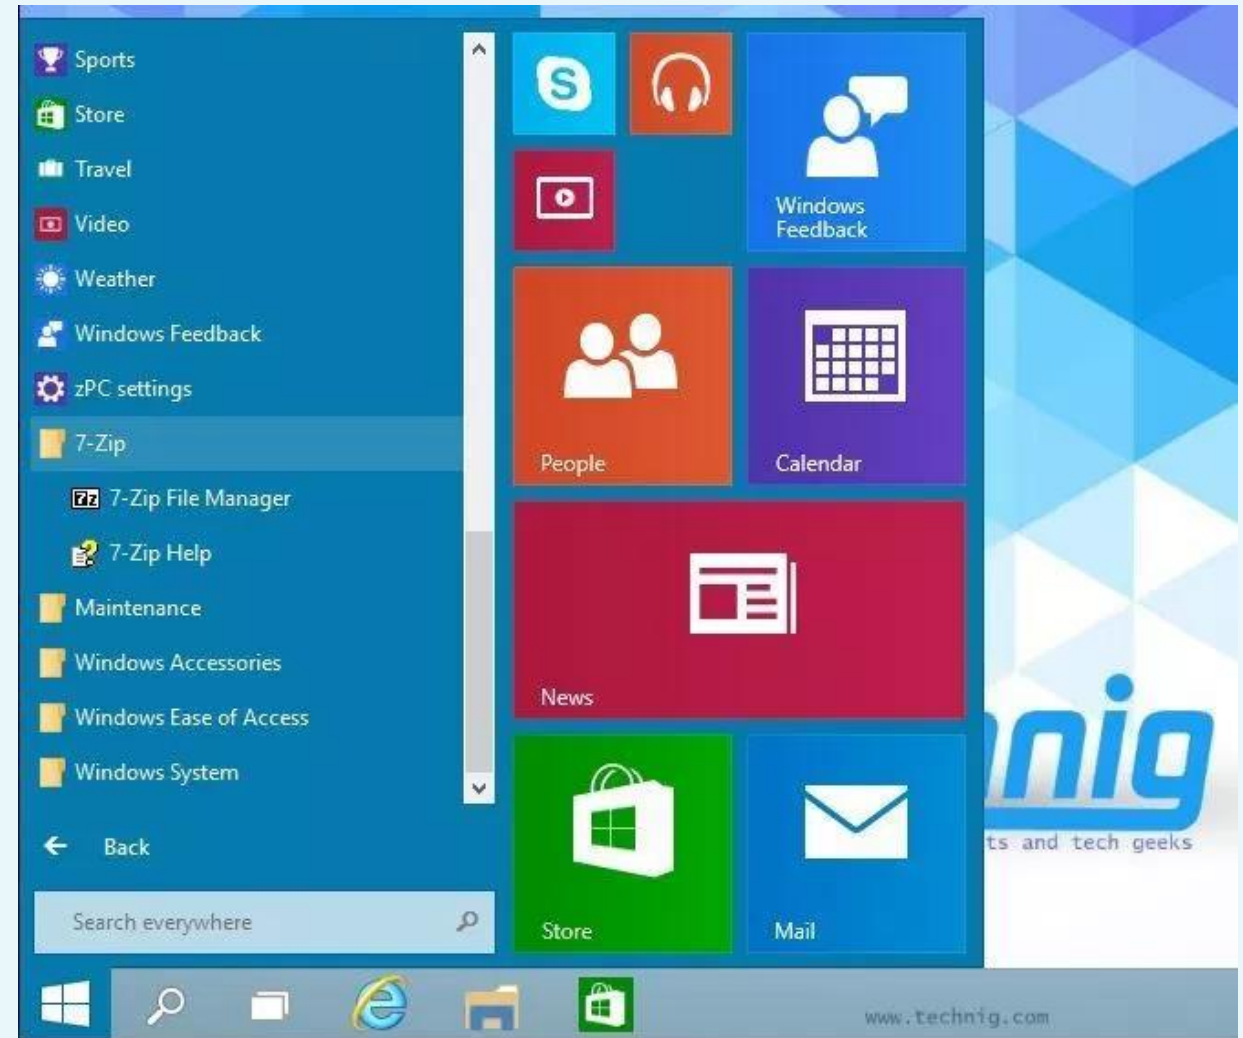 Sports
Store
Travel
Video
Weather
Windows Feedback
zPC settings
7-Zip
7z 7-Zip File Manager
7-Zip Help
Maintenance
Windows Accessories
Windows Ease of Access
Windows System
Back
Search everywhere
S
Windows
Feedback
People
Calendar
News
Store
Mail
nig
ts and tech geeks
www.technig.com